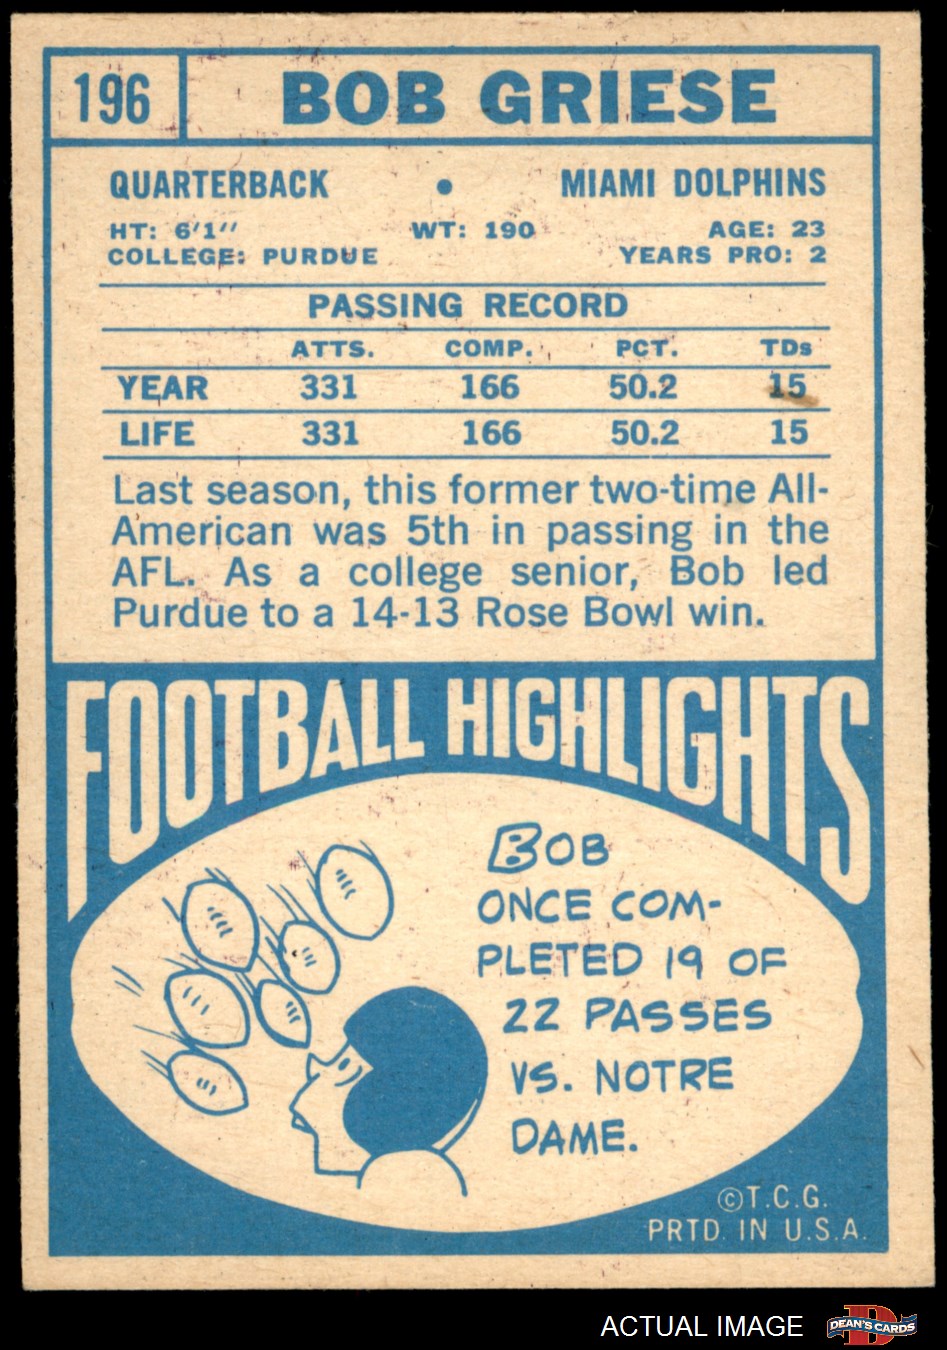 196 BOB GRIESE
QUARTERBACK • MIAMI DOLPHINS
HT: 6'1" WT: 190 AGE: 23
COLLEGE: PURDUE YEARS PRO: 2
PASSING RECORD
ATTS. COMP. PCT. TDs
YEAR 331 166 50.2 15
LIFE 331 166 50.2 15
Last season, this former two-time All-
American was 5th in passing in the
AFL. As a college senior, Bob led
Purdue to a 14-13 Rose Bowl win.
FOOTBALL HIGHLIGHTS
BOB
ONCE COM-
PLETED 19 OF
22 PASSES
VS. NOTRE
DAME.
©T.C.G.
PRTD. IN U.S.A.
ACTUAL IMAGE D DEAN'S CARDS